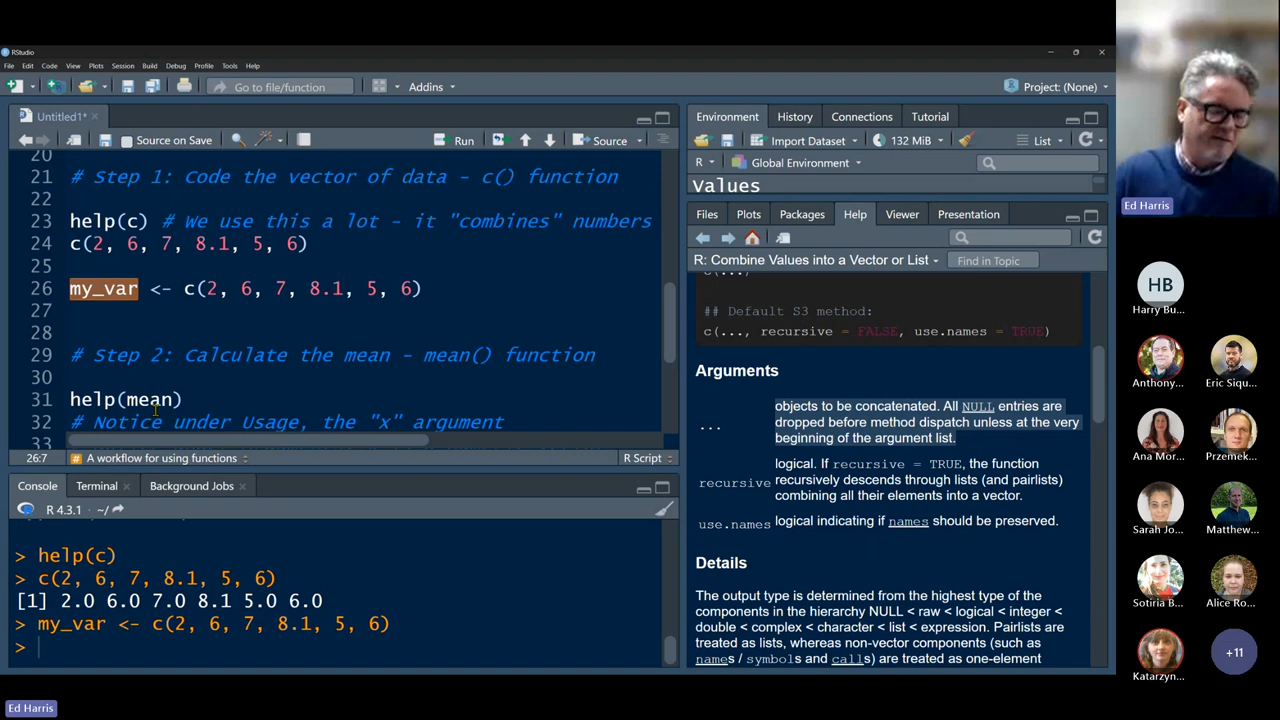 RStudio
File Edit Code View Plots Session Build Debug Profile Tools Help
Go to file/function
Addins
Project: (None)
Untitled1*
Source on Save
Run
Source
20
21 # Step 1: Code the vector of data - c() function
22
23 help(c) # We use this a lot - it "combines" numbers
24 c(2, 6, 7, 8.1, 5, 6)
25
26 my_var <- c(2, 6, 7, 8.1, 5, 6)
27
28
29 # Step 2: Calculate the mean - mean() function
30
31 help(mean)
32 # Notice under Usage, the "x" argument
33
26:7 # A workflow for using functions R Script
Console Terminal Background Jobs
R 4.3.1 · ~/
> help(c)
> c(2, 6, 7, 8.1, 5, 6)
[1] 2.0 6.0 7.0 8.1 5.0 6.0
> my_var <- c(2, 6, 7, 8.1, 5, 6)
>
Environment History Connections Tutorial
Import Dataset 132 MiB List
R Global Environment
Values
Files Plots Packages Help Viewer Presentation
R: Combine Values into a Vector or List Find in Topic
c(...)
## Default S3 method:
c(..., recursive = FALSE, use.names = TRUE)
Arguments
... objects to be concatenated. All NULL entries are
dropped before method dispatch unless at the very
beginning of the argument list.
recursive logical. If recursive = TRUE, the function
recursively descends through lists (and pairlists)
combining all their elements into a vector.
use.names logical indicating if names should be preserved.
Details
The output type is determined from the highest type of the
components in the hierarchy NULL < raw < logical < integer <
double < complex < character < list < expression. Pairlists are
treated as lists, whereas non-vector components (such as
names / symbols and calls) are treated as one-element
Ed Harris
HB
Harry Bu...
Anthony... Eric Siqu...
Ana Mor... Przemek...
Sarah Jo... Matthew...
Sotiria B... Alice Ro...
Katarzyn... +11
Ed Harris